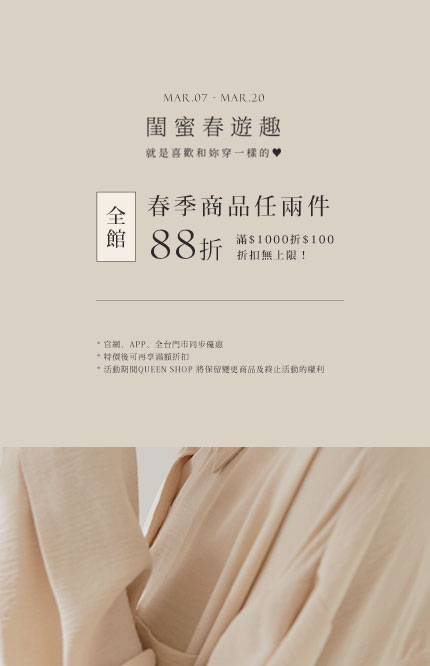 MAR.07 - MAR.20
閨蜜春遊趣
就是喜歡和妳穿一樣的♥
全館
春季商品任兩件
88折
滿$1000折$100
折扣無上限！
* 官網、APP、全台門市同步優惠
* 特價後可再享滿額折扣
* 活動期間QUEEN SHOP 將保留變更商品及終止活動的權利